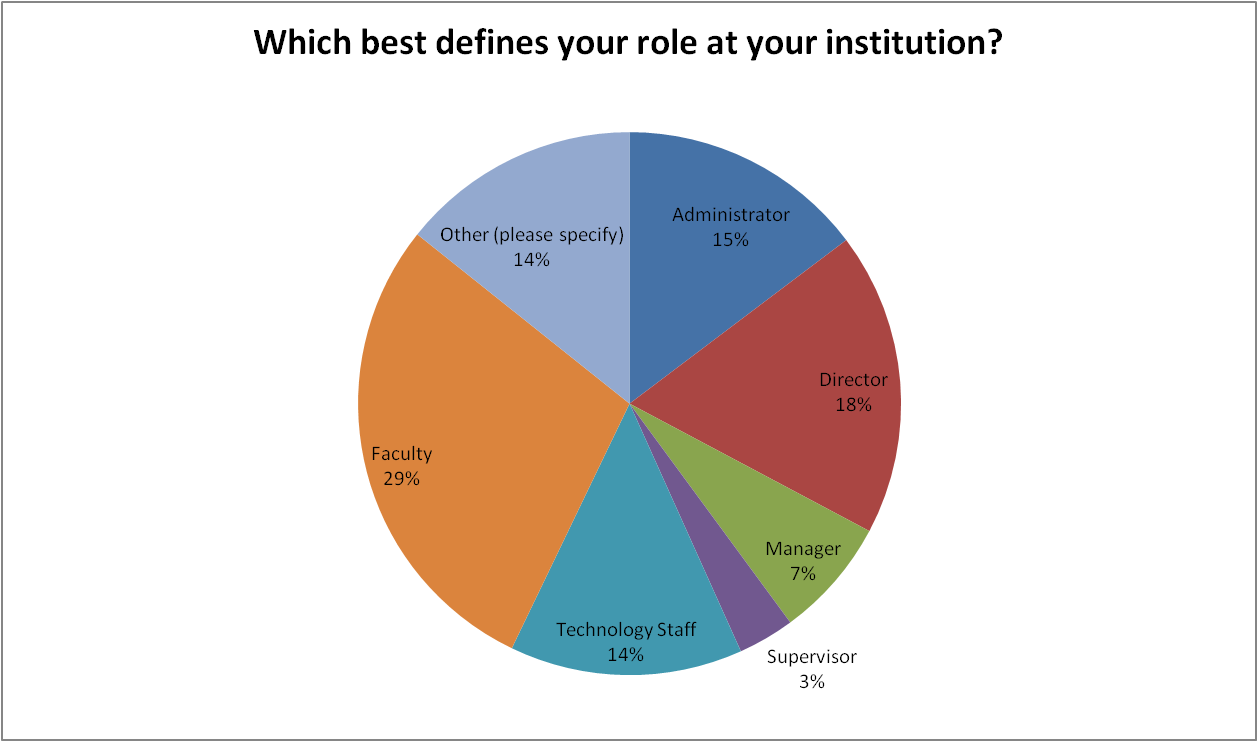 Which best defines your role at your institution?
Administrator
15%
Director
18%
Manager
7%
Supervisor
3%
Technology Staff
14%
Faculty
29%
Other (please specify)
14%